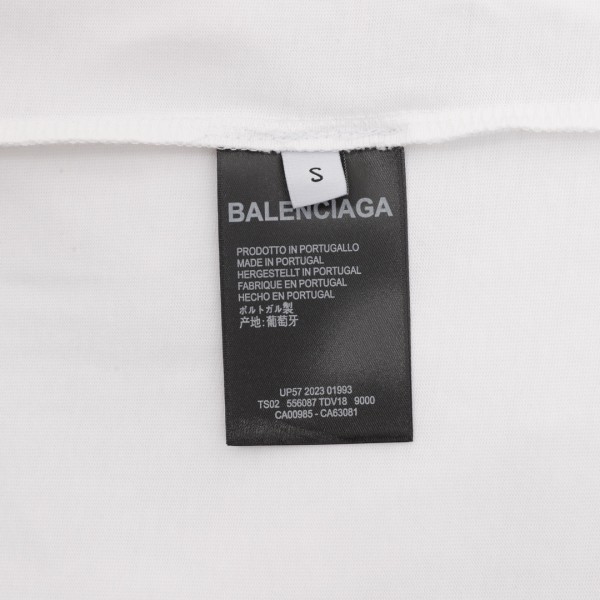 S
BALENCIAGA
PRODOTTO IN PORTUGALLO
MADE IN PORTUGAL
HERGESTELLT IN PORTUGAL
FABRIQUE EN PORTUGAL
HECHO EN PORTUGAL
ポルトガル製
产地:葡萄牙
UP57 2023 01993
TS02 556087 TDV18 9000
CA00985 - CA63081